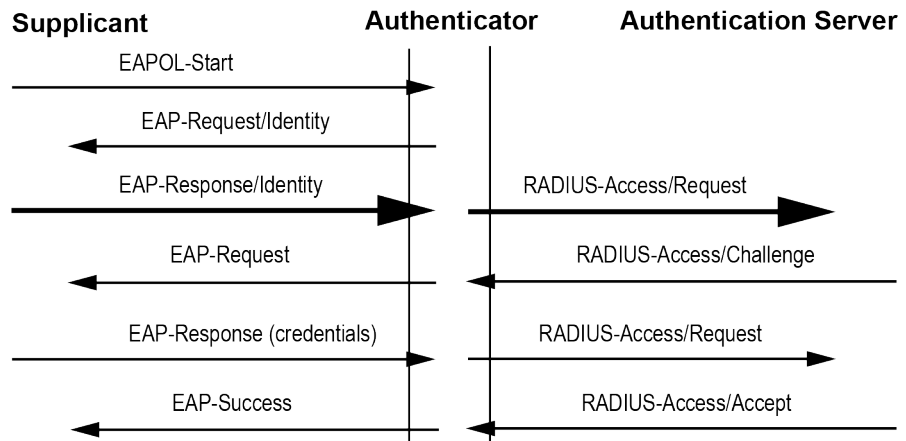 Supplicant Authenticator Authentication Server
EAPOL-Start
EAP-Request/Identity
EAP-Response/Identity RADIUS-Access/Request
EAP-Request RADIUS-Access/Challenge
EAP-Response (credentials) RADIUS-Access/Request
EAP-Success RADIUS-Access/Accept